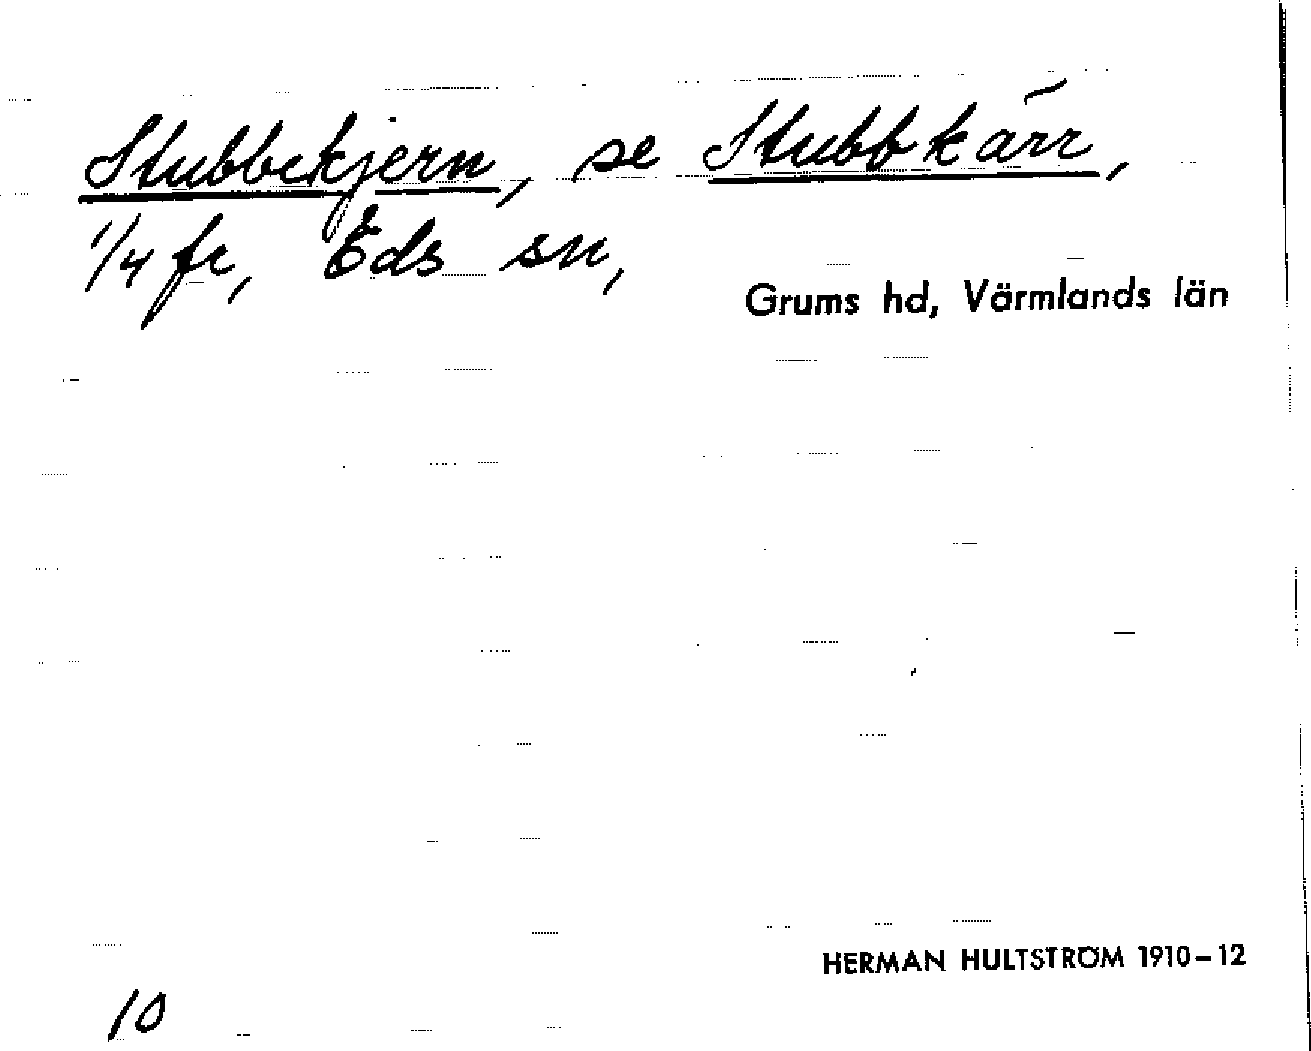 Stubbekjern, se Stubbkärr,
1/4 fr, Eds sn,
Grums hd, Värmlands län
HERMAN HULTSTRÖM 1910–12
10